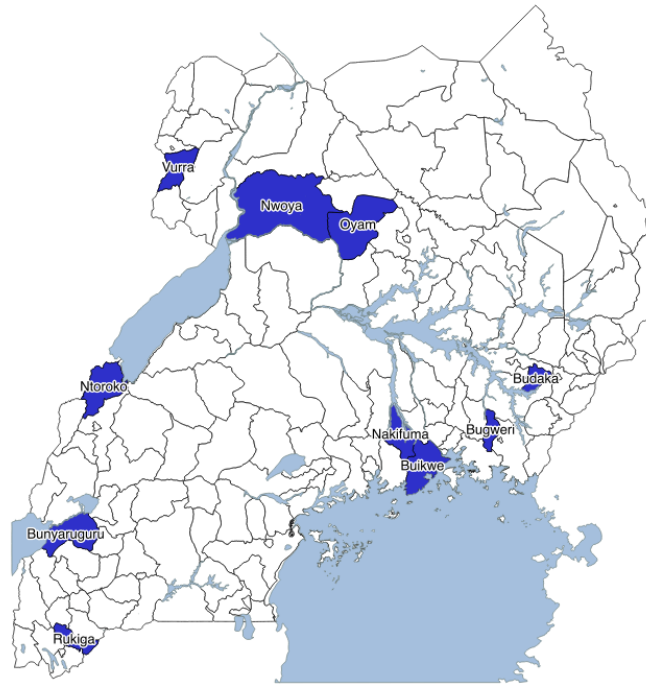 Vurra
Nwoya
Oyam
Ntoroko
Budaka
Nakifuma
Bugweri
Buikwe
Bunyaruguru
Rukiga